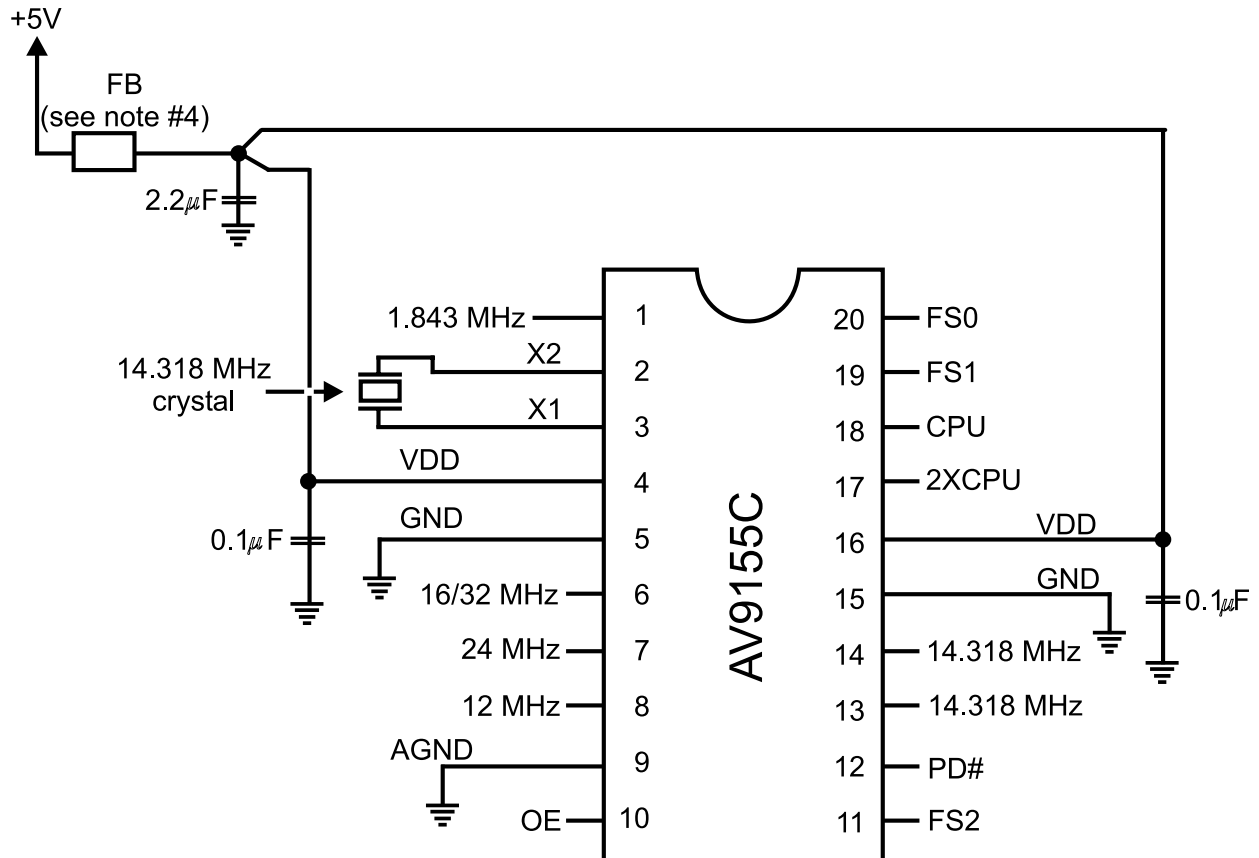 +5V
FB
(see note #4)
2.2μF
1.843 MHz
1
20
FS0
X2
14.318 MHz
crystal
2
19
FS1
X1
3
18
CPU
VDD
4
17
2XCPU
GND
0.1μF
5
VDD
16
16/32 MHz
6
GND
15
0.1μF
24 MHz
7
14
14.318 MHz
12 MHz
8
13
14.318 MHz
AGND
9
12
PD#
OE
10
11
FS2
AV9155C